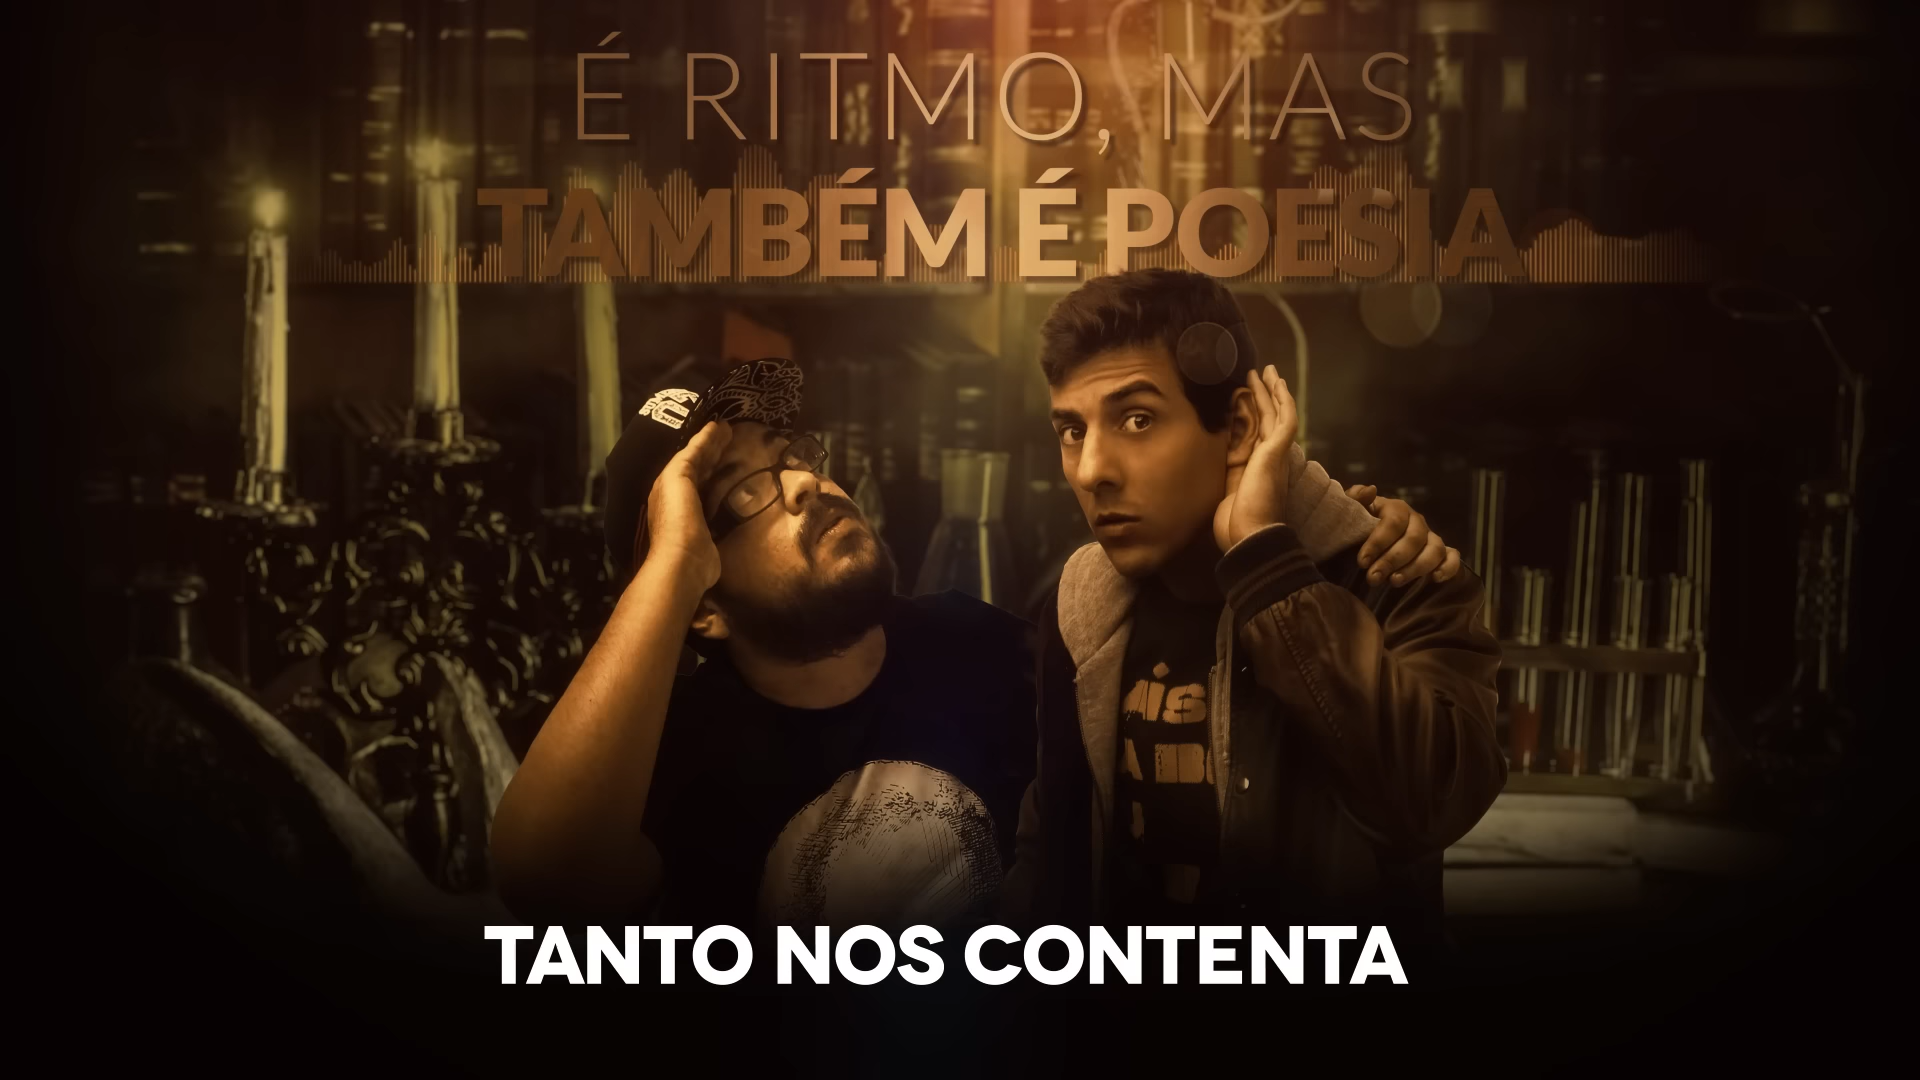 É RITMO, MAS
TAMBÉM É POESIA
TANTO NOS CONTENTA